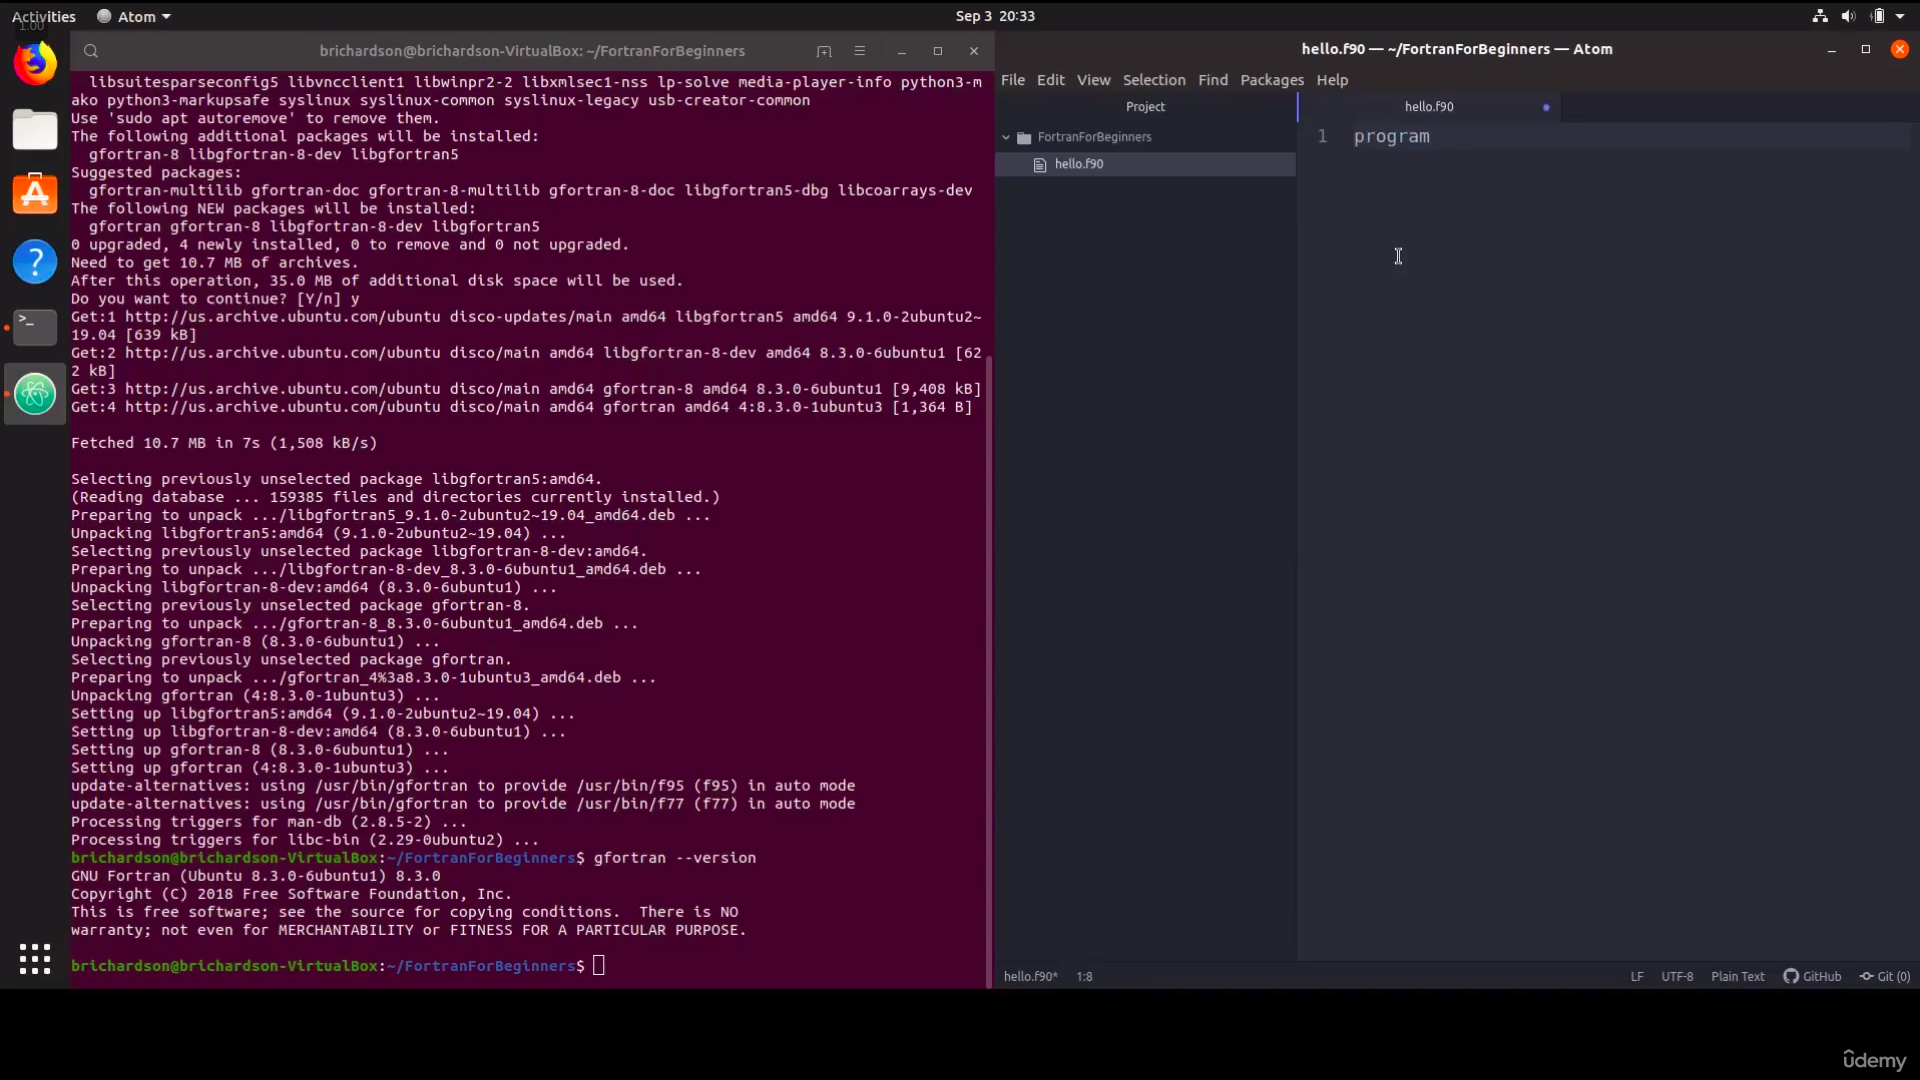 Activities
Atom
Sep 3 20:33
1.00
brichardson@brichardson-VirtualBox: ~/FortranForBeginners
libsuitesparseconfig5 libvncclient1 libwinpr2-2 libxmlsec1-nss lp-solve media-player-info python3-m
ako python3-markupsafe syslinux syslinux-common syslinux-legacy usb-creator-common
Use 'sudo apt autoremove' to remove them.
The following additional packages will be installed:
gfortran-8 libgfortran-8-dev libgfortran5
Suggested packages:
gfortran-multilib gfortran-doc gfortran-8-multilib gfortran-8-doc libgfortran5-dbg libcoarrays-dev
The following NEW packages will be installed:
gfortran gfortran-8 libgfortran-8-dev libgfortran5
0 upgraded, 4 newly installed, 0 to remove and 0 not upgraded.
Need to get 10.7 MB of archives.
After this operation, 35.0 MB of additional disk space will be used.
Do you want to continue? [Y/n] y
Get:1 http://us.archive.ubuntu.com/ubuntu disco-updates/main amd64 libgfortran5 amd64 9.1.0-2ubuntu2~
19.04 [639 kB]
Get:2 http://us.archive.ubuntu.com/ubuntu disco/main amd64 libgfortran-8-dev amd64 8.3.0-6ubuntu1 [62
2 kB]
Get:3 http://us.archive.ubuntu.com/ubuntu disco/main amd64 gfortran-8 amd64 8.3.0-6ubuntu1 [9,408 kB]
Get:4 http://us.archive.ubuntu.com/ubuntu disco/main amd64 gfortran amd64 4:8.3.0-1ubuntu3 [1,364 B]
Fetched 10.7 MB in 7s (1,508 kB/s)
Selecting previously unselected package libgfortran5:amd64.
(Reading database ... 159385 files and directories currently installed.)
Preparing to unpack .../libgfortran5_9.1.0-2ubuntu2~19.04_amd64.deb ...
Unpacking libgfortran5:amd64 (9.1.0-2ubuntu2~19.04) ...
Selecting previously unselected package libgfortran-8-dev:amd64.
Preparing to unpack .../libgfortran-8-dev_8.3.0-6ubuntu1_amd64.deb ...
Unpacking libgfortran-8-dev:amd64 (8.3.0-6ubuntu1) ...
Selecting previously unselected package gfortran-8.
Preparing to unpack .../gfortran-8_8.3.0-6ubuntu1_amd64.deb ...
Unpacking gfortran-8 (8.3.0-6ubuntu1) ...
Selecting previously unselected package gfortran.
Preparing to unpack .../gfortran_4%3a8.3.0-1ubuntu3_amd64.deb ...
Unpacking gfortran (4:8.3.0-1ubuntu3) ...
Setting up libgfortran5:amd64 (9.1.0-2ubuntu2~19.04) ...
Setting up libgfortran-8-dev:amd64 (8.3.0-6ubuntu1) ...
Setting up gfortran-8 (8.3.0-6ubuntu1) ...
Setting up gfortran (4:8.3.0-1ubuntu3) ...
update-alternatives: using /usr/bin/gfortran to provide /usr/bin/f95 (f95) in auto mode
update-alternatives: using /usr/bin/gfortran to provide /usr/bin/f77 (f77) in auto mode
Processing triggers for man-db (2.8.5-2) ...
Processing triggers for libc-bin (2.29-0ubuntu2) ...
brichardson@brichardson-VirtualBox:~/FortranForBeginners$ gfortran --version
GNU Fortran (Ubuntu 8.3.0-6ubuntu1) 8.3.0
Copyright (C) 2018 Free Software Foundation, Inc.
This is free software; see the source for copying conditions.  There is NO
warranty; not even for MERCHANTABILITY or FITNESS FOR A PARTICULAR PURPOSE.
brichardson@brichardson-VirtualBox:~/FortranForBeginners$
hello.f90 — ~/FortranForBeginners — Atom
File Edit View Selection Find Packages Help
Project
hello.f90
FortranForBeginners
hello.f90
1 program
hello.f90* 1:8
LF UTF-8 Plain Text GitHub Git (0)
udemy